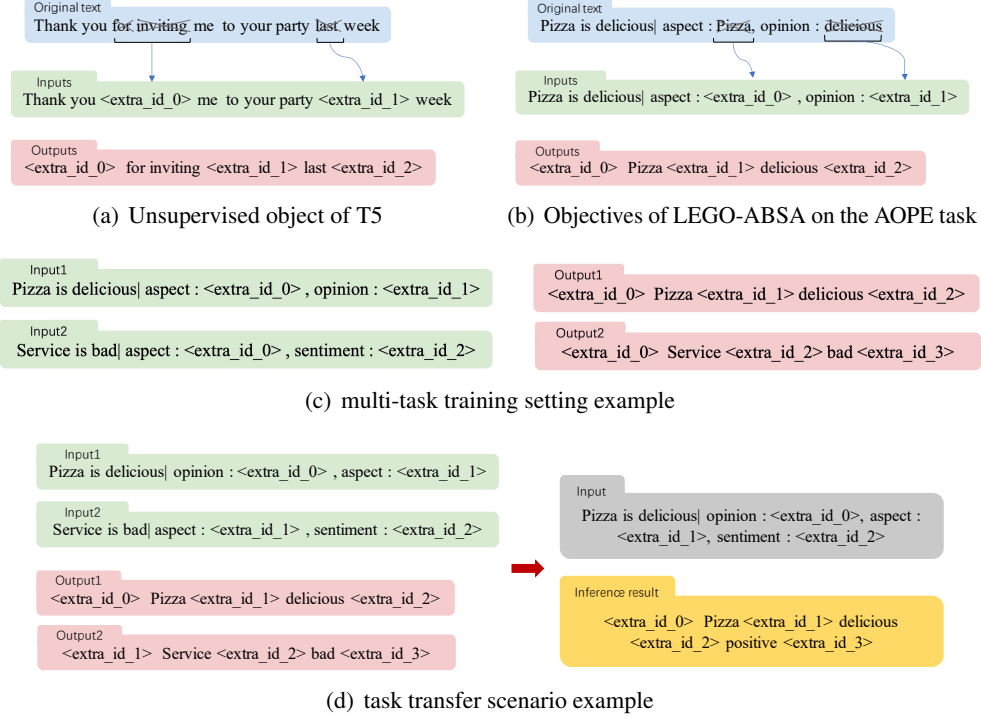 Original text
Thank you for inviting me to your party last week
Inputs
Thank you <extra_id_0> me to your party <extra_id_1> week
Outputs
<extra_id_0> for inviting <extra_id_1> last <extra_id_2>
(a) Unsupervised object of T5
Original text
Pizza is delicious| aspect : Pizza, opinion : delicious
Inputs
Pizza is delicious| aspect : <extra_id_0> , opinion : <extra_id_1>
Outputs
<extra_id_0> Pizza <extra_id_1> delicious <extra_id_2>
(b) Objectives of LEGO-ABSA on the AOPE task
Input1
Pizza is delicious| aspect : <extra_id_0> , opinion : <extra_id_1>
Input2
Service is bad| aspect : <extra_id_0> , sentiment : <extra_id_2>
Output1
<extra_id_0> Pizza <extra_id_1> delicious <extra_id_2>
Output2
<extra_id_0> Service <extra_id_2> bad <extra_id_3>
(c) multi-task training setting example
Input1
Pizza is delicious| opinion : <extra_id_0> , aspect : <extra_id_1>
Input2
Service is bad| aspect : <extra_id_1> , sentiment : <extra_id_2>
Output1
<extra_id_0> Pizza <extra_id_1> delicious <extra_id_2>
Output2
<extra_id_1> Service <extra_id_2> bad <extra_id_3>
Input
Pizza is delicious| opinion : <extra_id_0>, aspect :
<extra_id_1>, sentiment : <extra_id_2>
Inference result
<extra_id_0> Pizza <extra_id_1> delicious
<extra_id_2> positive <extra_id_3>
(d) task transfer scenario example